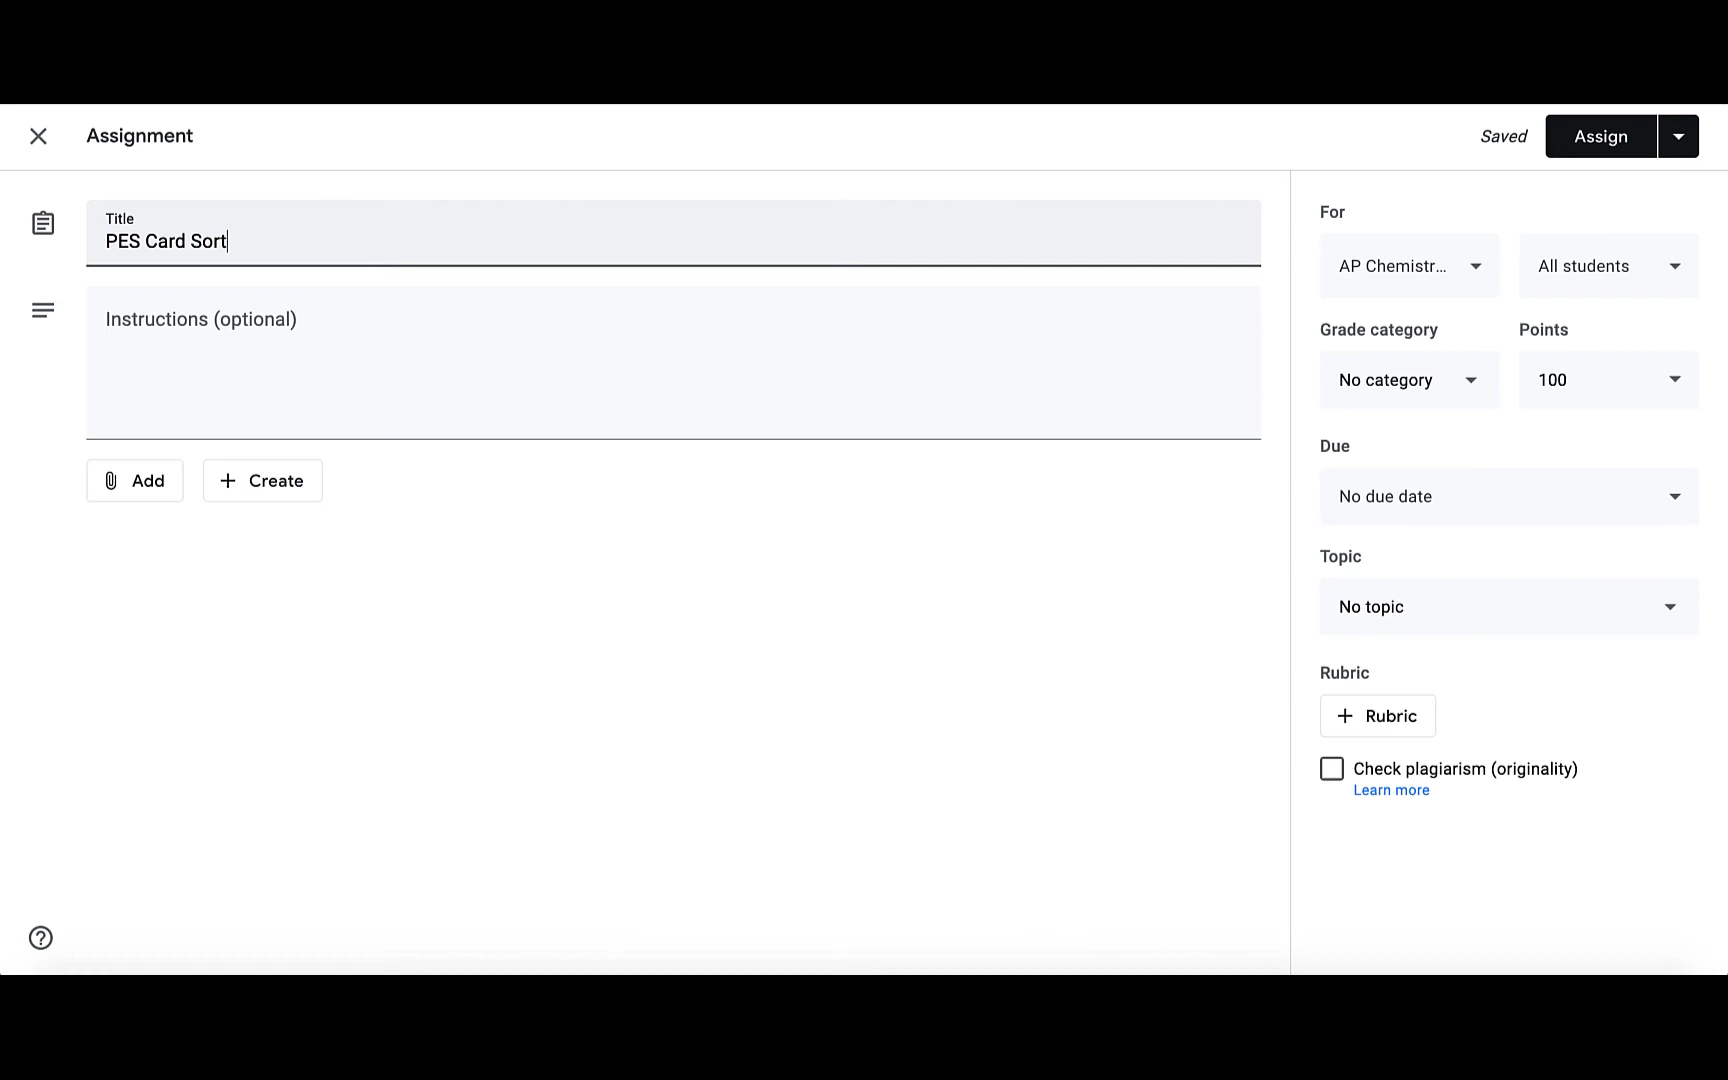 Assignment
Saved
Assign
Title
PES Card Sort
Instructions (optional)
Add
Create
For
AP Chemistr...
All students
Grade category
Points
No category
100
Due
No due date
Topic
No topic
Rubric
Rubric
Check plagiarism (originality)
Learn more